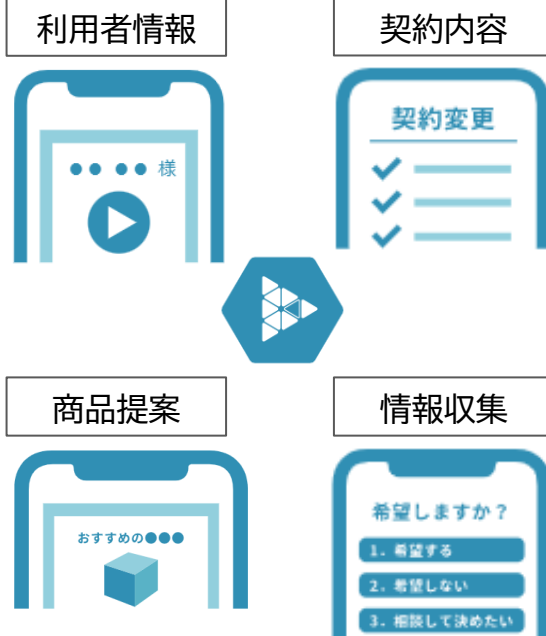 利用者情報
●● ●● 様
契約内容
契約変更
商品提案
おすすめの●●●
情報収集
希望しますか？
1. 希望する
2. 希望しない
3. 相談して決めたい